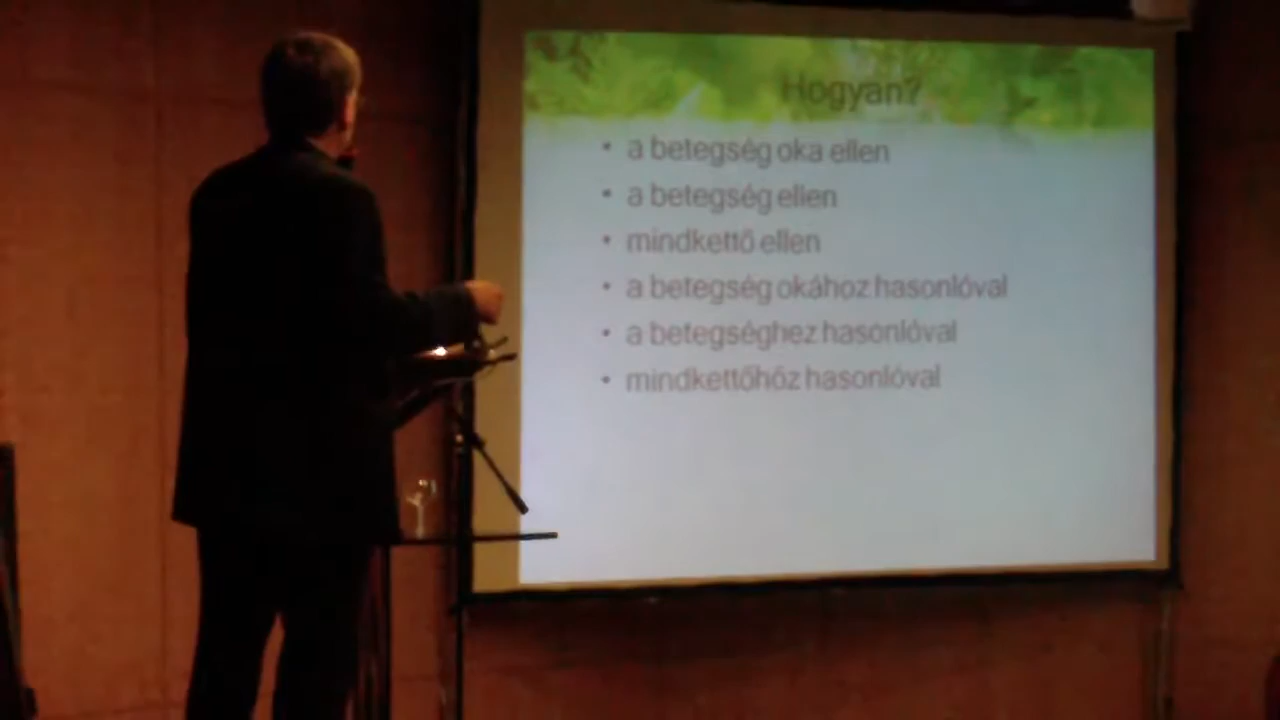 Hogyan?
• a betegség oka ellen
• a betegség ellen
• mindkettő ellen
• a betegség okához hasonlóval
• a betegséghez hasonlóval
• mindkettőhöz hasonlóval